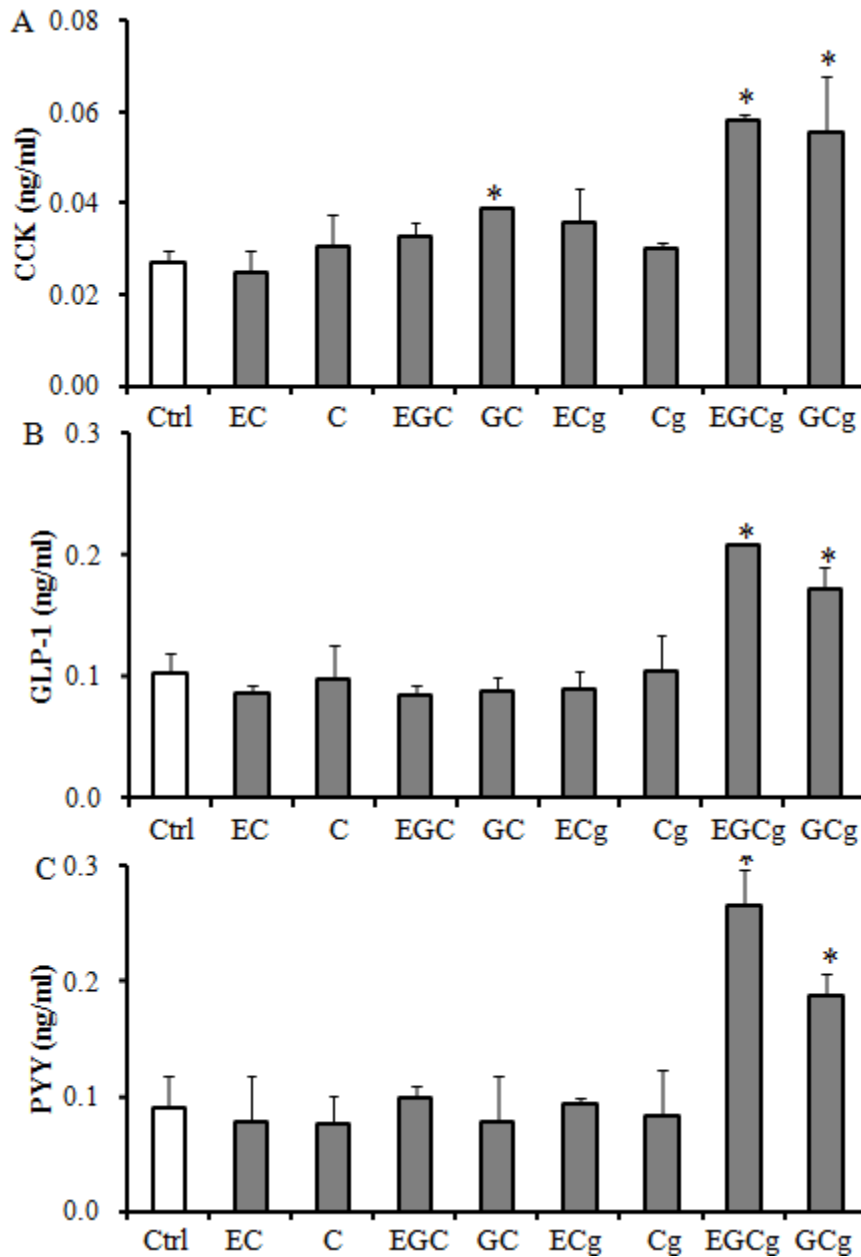 A
CCK (ng/ml)
0.08
0.06
0.04
0.02
0.00
* * *
Ctrl EC C EGC GC ECg Cg EGCg GCg
B
GLP-1 (ng/ml)
0.3
0.2
0.1
0.0
* *
Ctrl EC C EGC GC ECg Cg EGCg GCg
C
PYY (ng/ml)
0.3
0.2
0.1
0.0
* *
Ctrl EC C EGC GC ECg Cg EGCg GCg